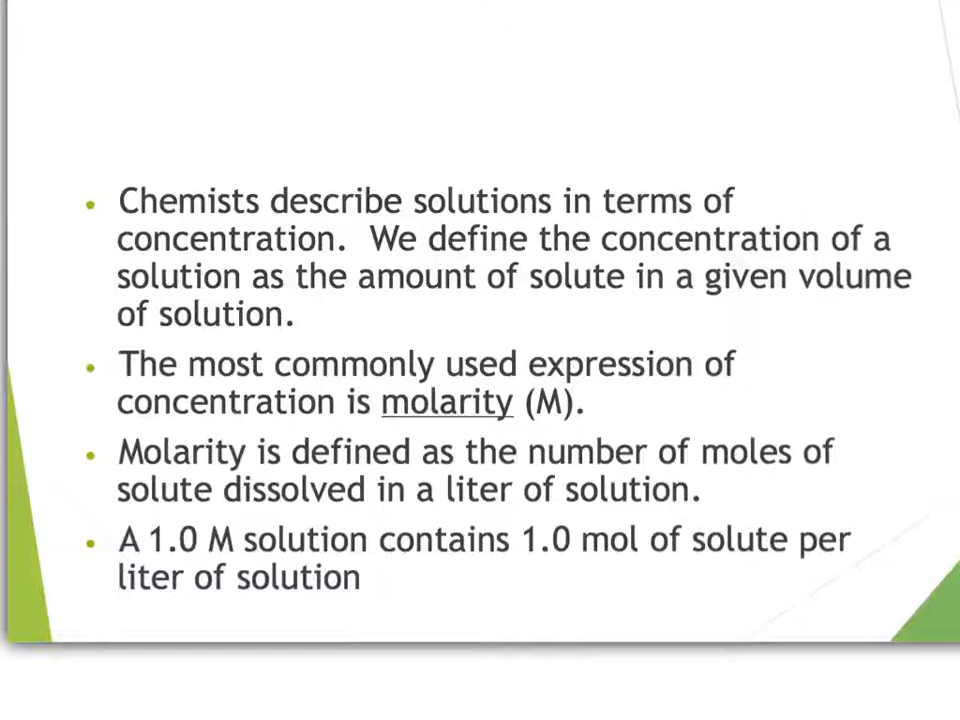 • Chemists describe solutions in terms of
concentration.  We define the concentration of a
solution as the amount of solute in a given volume
of solution.
• The most commonly used expression of
concentration is molarity (M).
• Molarity is defined as the number of moles of
solute dissolved in a liter of solution.
• A 1.0 M solution contains 1.0 mol of solute per
liter of solution